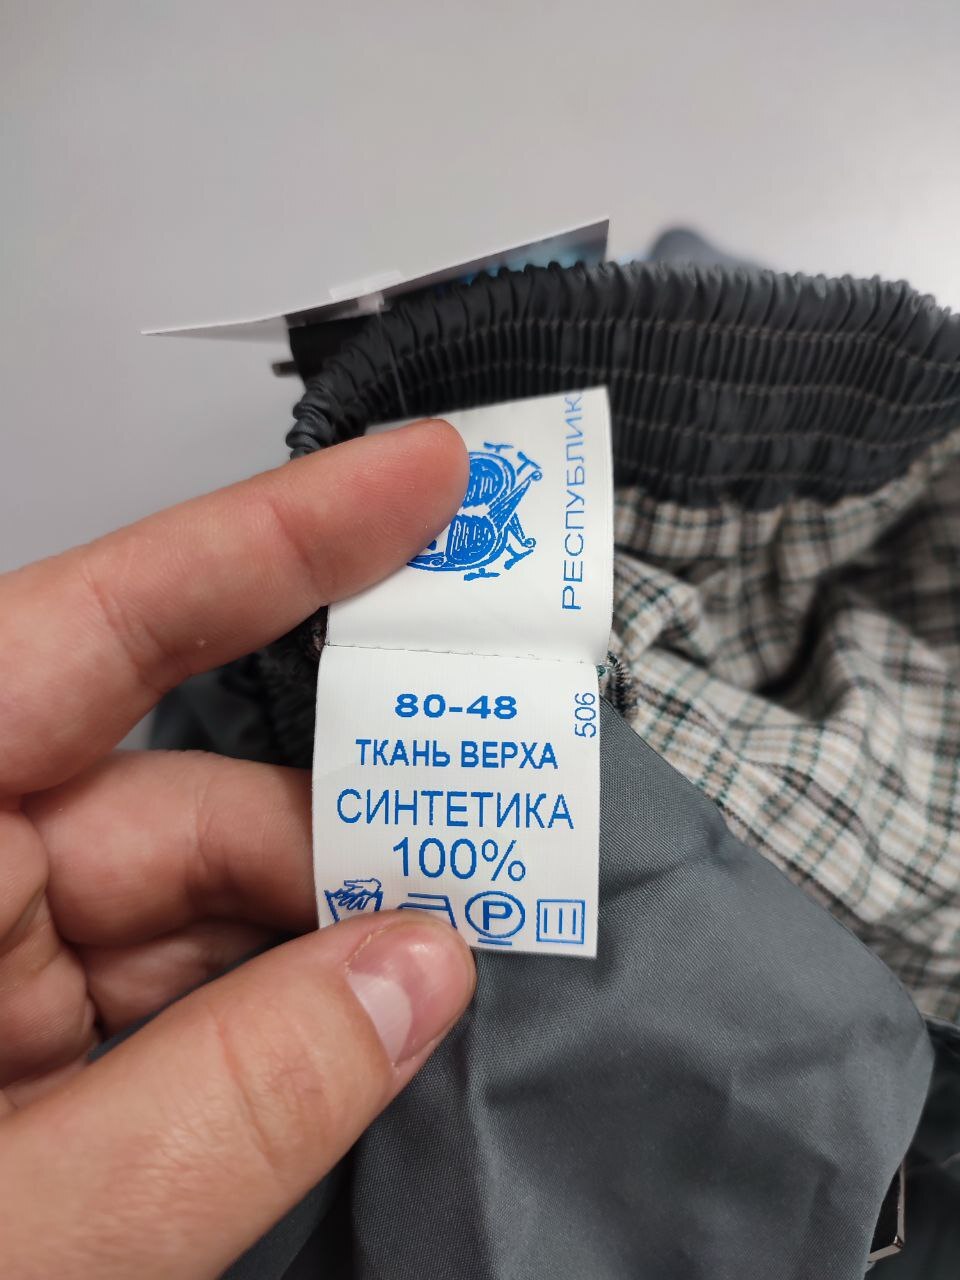 РЕСПУБЛИК
80-48
506
ТКАНЬ ВЕРХА
СИНТЕТИКА
100%
P